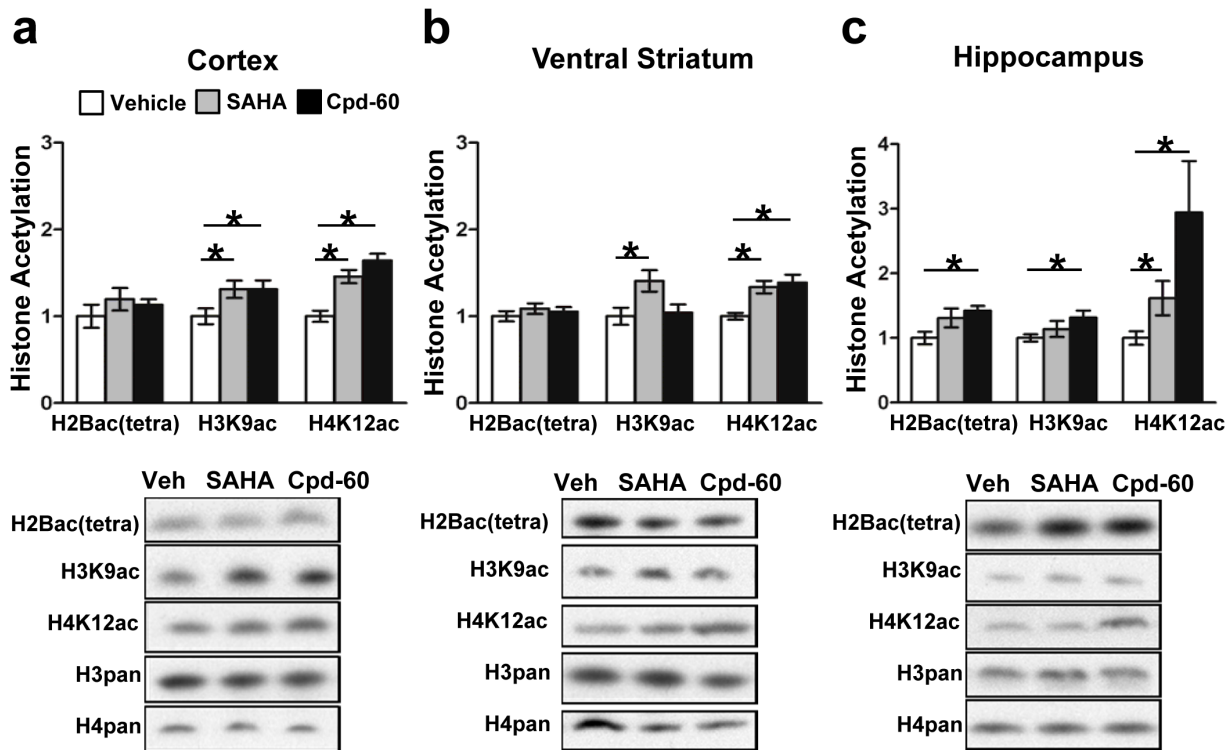 a
Cortex
Vehicle SAHA Cpd-60
Histone Acetylation
3
2
1
0
* * * *
H2Bac(tetra) H3K9ac H4K12ac
Veh SAHA Cpd-60
H2Bac(tetra)
H3K9ac
H4K12ac
H3pan
H4pan
b
Ventral Striatum
Histone Acetylation
3
2
1
0
* * *
H2Bac(tetra) H3K9ac H4K12ac
Veh SAHA Cpd-60
H2Bac(tetra)
H3K9ac
H4K12ac
H3pan
H4pan
c
Hippocampus
Histone Acetylation
4
3
2
1
0
* * * *
H2Bac(tetra) H3K9ac H4K12ac
Veh SAHA Cpd-60
H2Bac(tetra)
H3K9ac
H4K12ac
H3pan
H4pan